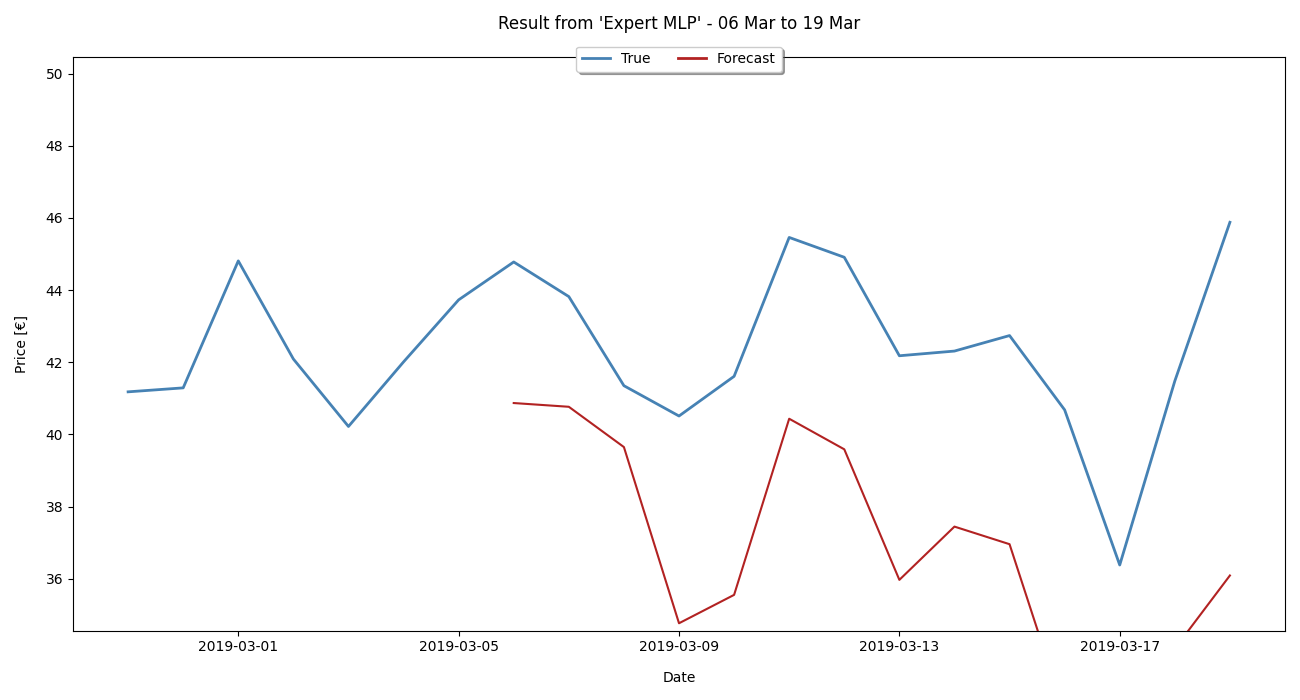 Result from 'Expert MLP' - 06 Mar to 19 Mar
True Forecast
50
48
46
44
42
40
38
36
Price [€]
2019-03-01 2019-03-05 2019-03-09 2019-03-13 2019-03-17
Date